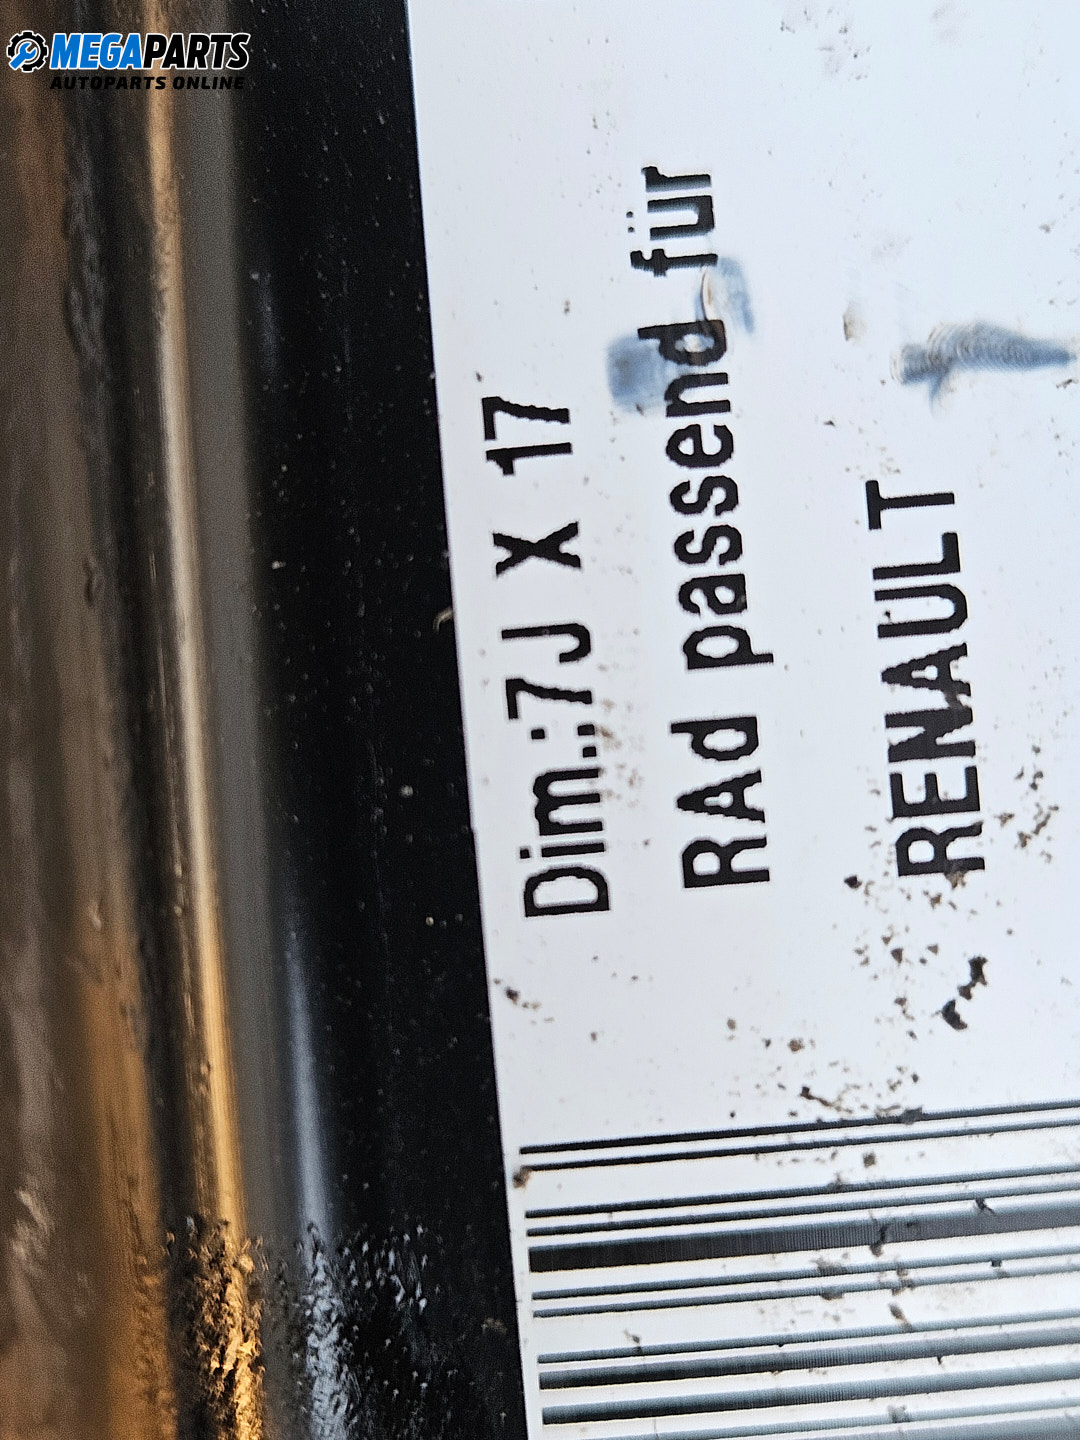 MEGAPARTS
AUTOPARTS ONLINE
Dim.:7J X 17
RAd passend für
RENAULT